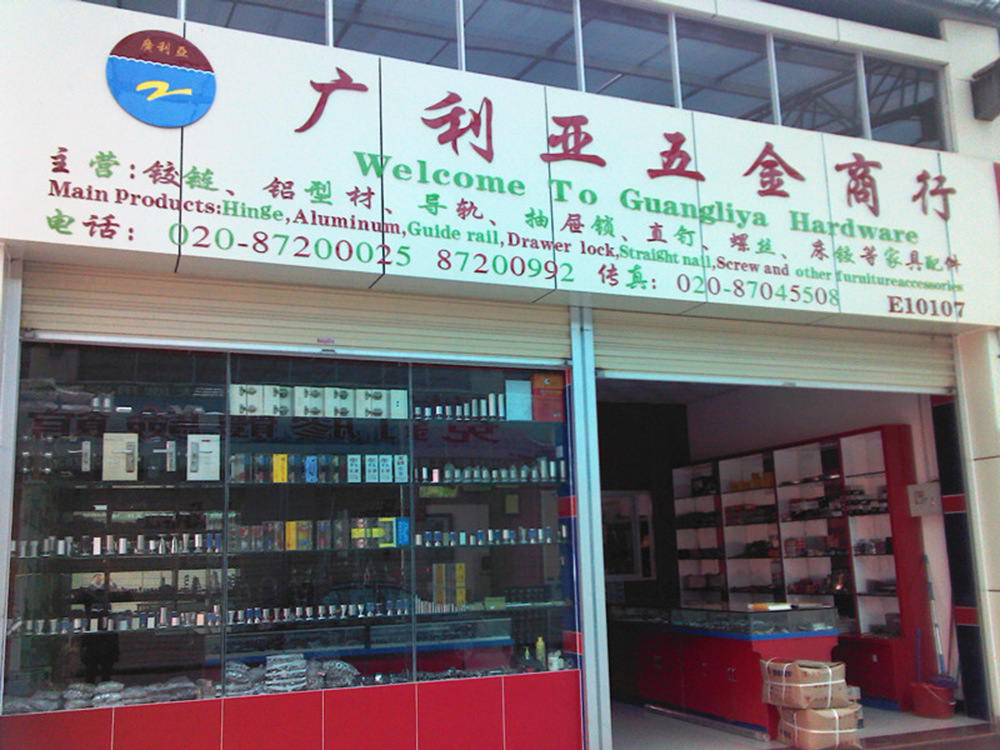 廣利亞
广利亚五金商行
Welcome To Guangliya Hardware
主营:铰链、铝型材、导轨、抽屉锁、直钉、螺丝、床铰等家具配件
Main Products:Hinge,Aluminum,Guide rail,Drawer lock,Straight nail,Screw and other furnitureaccessories
电话: 020-87200025 87200992 传真: 020-87045508
E10107